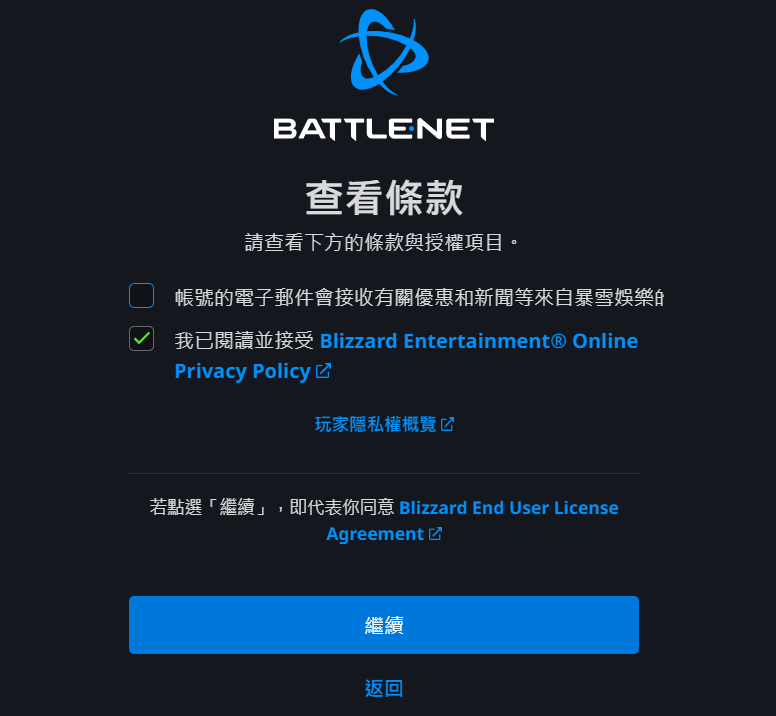 BATTLE.NET
查看條款
請查看下方的條款與授權項目。
帳號的電子郵件會接收有關優惠和新聞等來自暴雪娛樂的
我已閱讀並接受 Blizzard Entertainment® Online
Privacy Policy
玩家隱私權概覽
若點選「繼續」，即代表你同意 Blizzard End User License
Agreement
繼續
返回